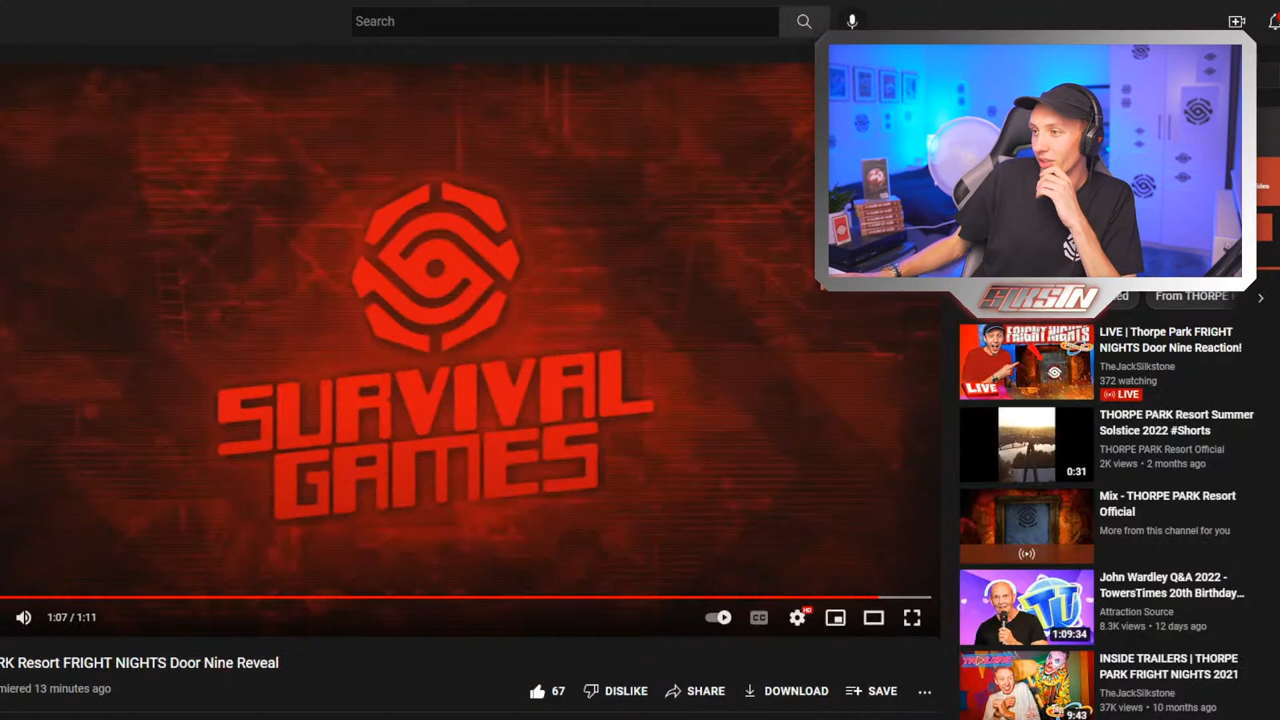 Search
SURVIVAL
GAMES
SLKSTN
ed
From THORPE
FRIGHT NIGHTS
LIVE
LIVE | Thorpe Park FRIGHT
NIGHTS Door Nine Reaction!
TheJackSilkstone
372 watching
LIVE
0:31
THORPE PARK Resort Summer
Solstice 2022 #Shorts
THORPE PARK Resort Official
2K views • 2 months ago
Mix - THORPE PARK Resort
Official
More from this channel for you
1:09:34
John Wardley Q&A 2022 -
TowersTimes 20th Birthday...
Attraction Source
8.3K views • 12 days ago
TRAILERS
9:43
INSIDE TRAILERS | THORPE
PARK FRIGHT NIGHTS 2021
TheJackSilkstone
37K views • 10 months ago
1:07 / 1:11
CC
HD
RK Resort FRIGHT NIGHTS Door Nine Reveal
miered 13 minutes ago
67
DISLIKE
SHARE
DOWNLOAD
SAVE